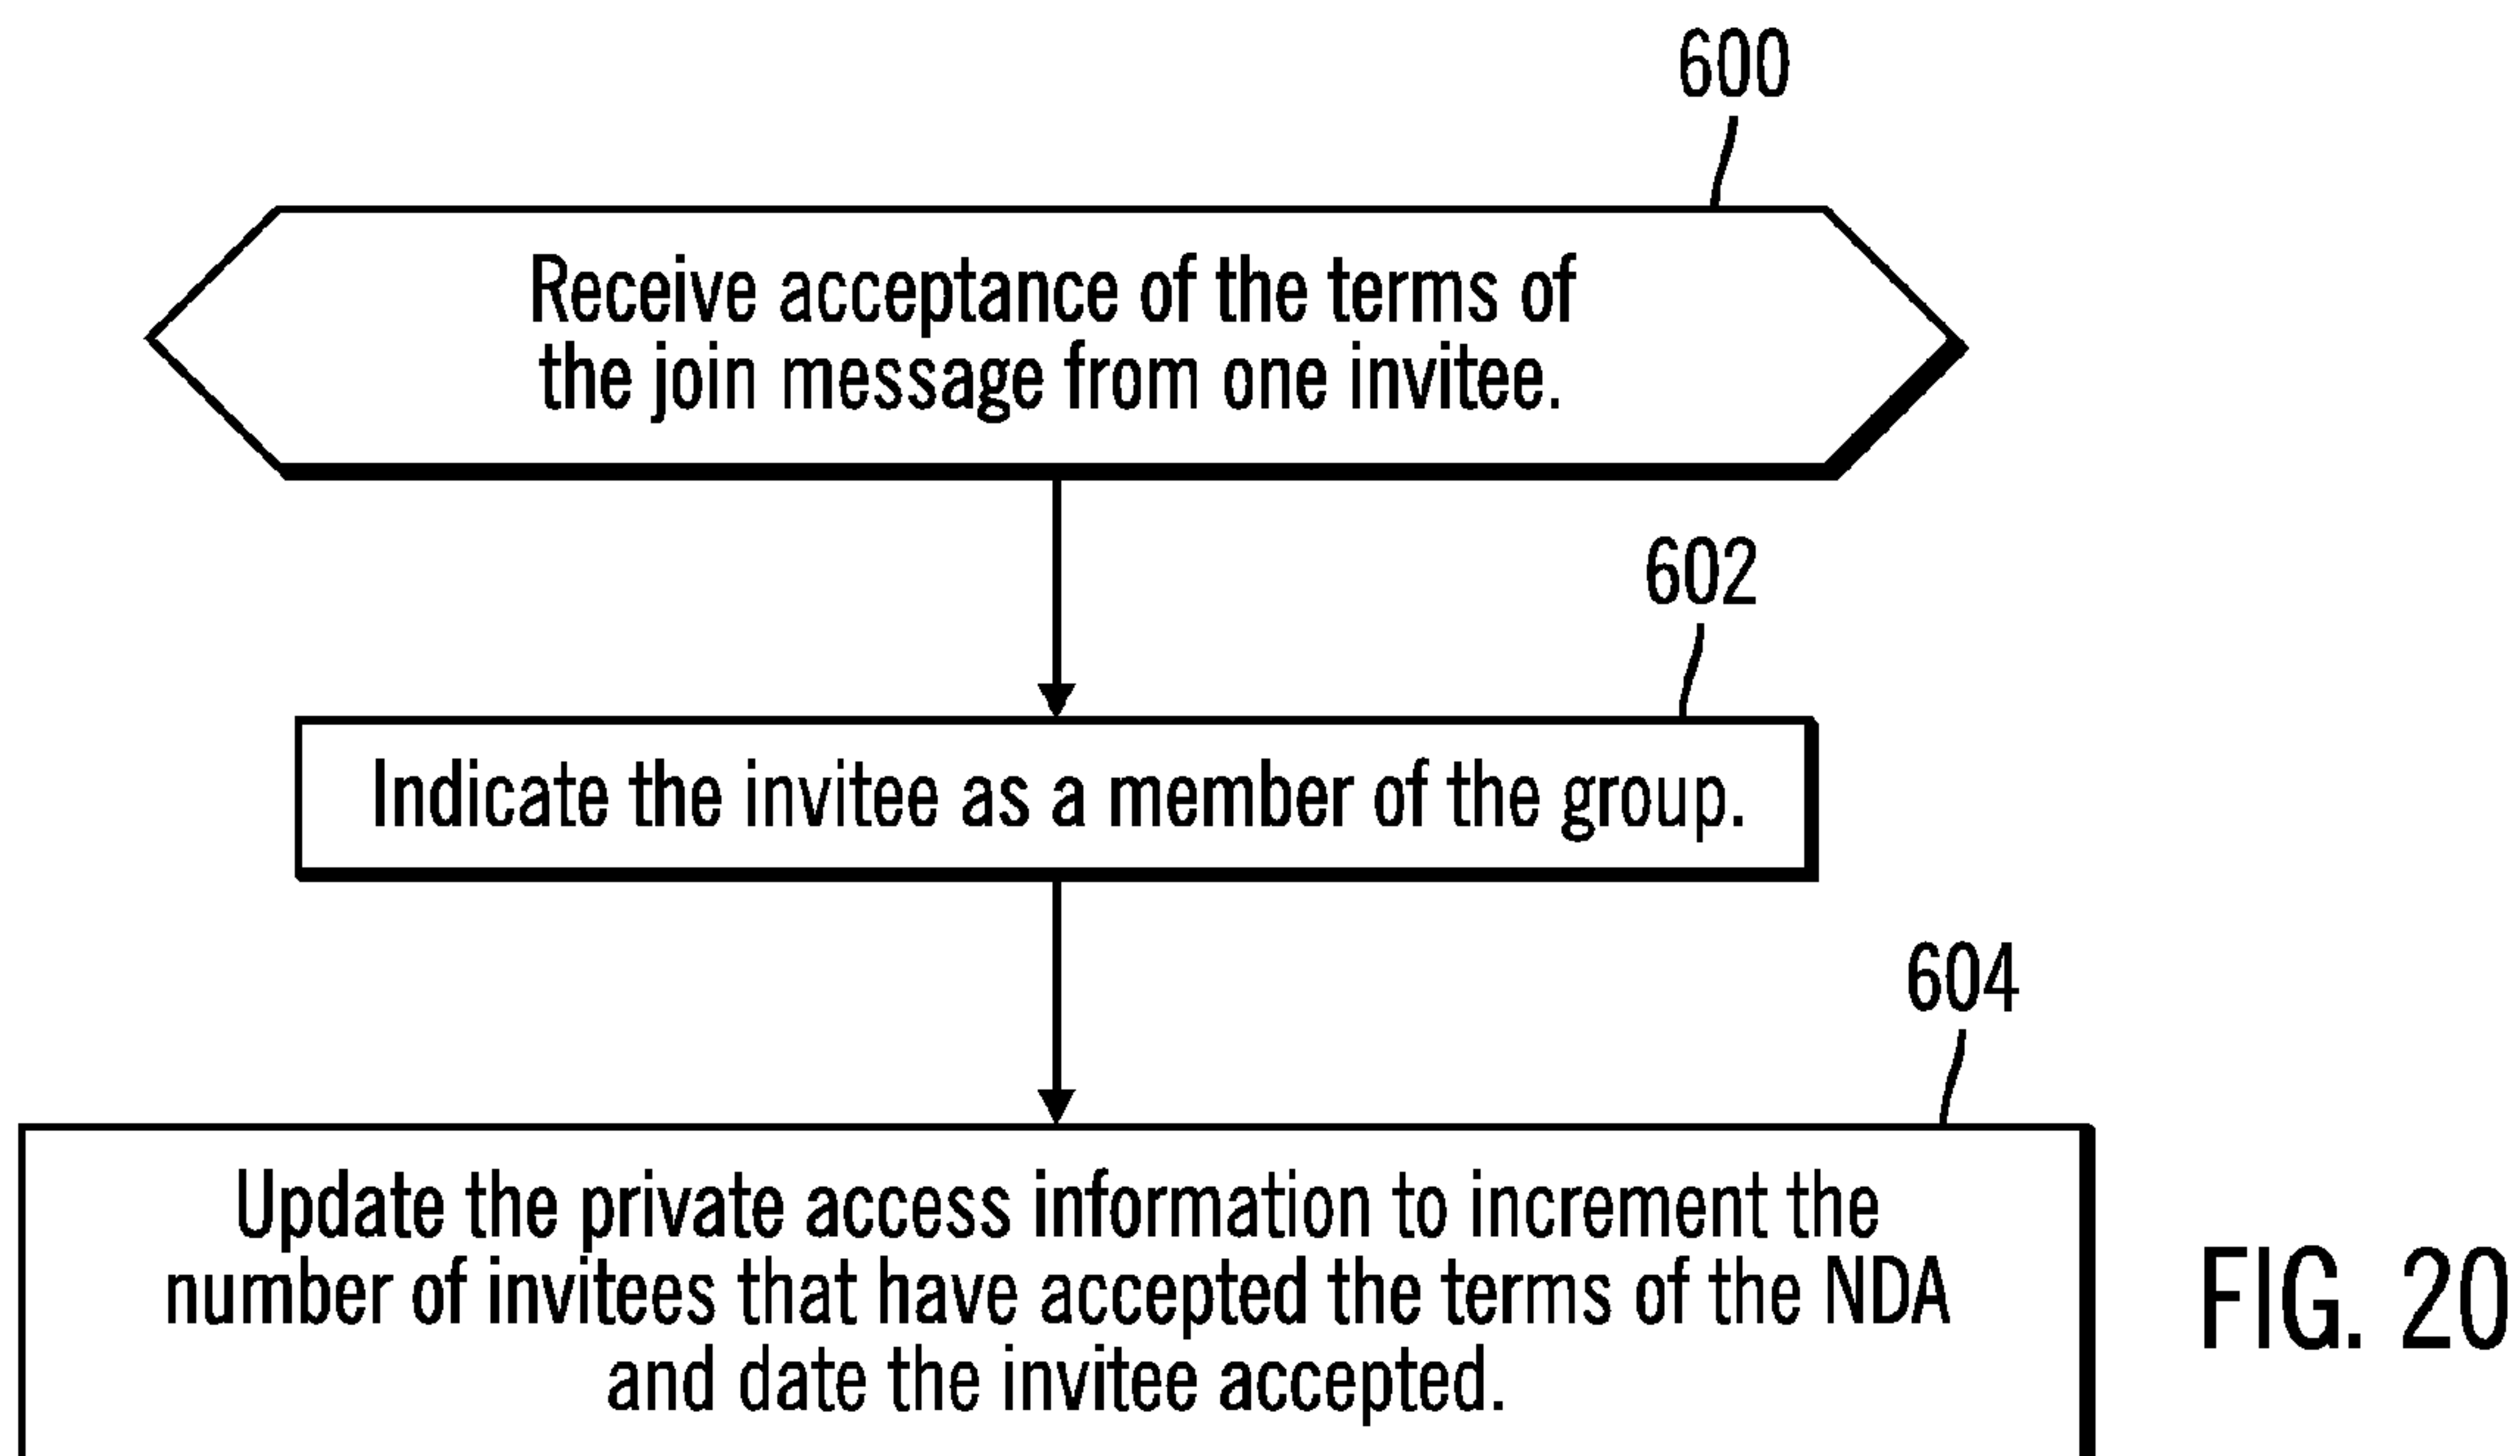 600
Receive acceptance of the terms of
the join message from one invitee.
602
Indicate the invitee as a member of the group.
604
Update the private access information to increment the
number of invitees that have accepted the terms of the NDA
and date the invitee accepted.
FIG. 20